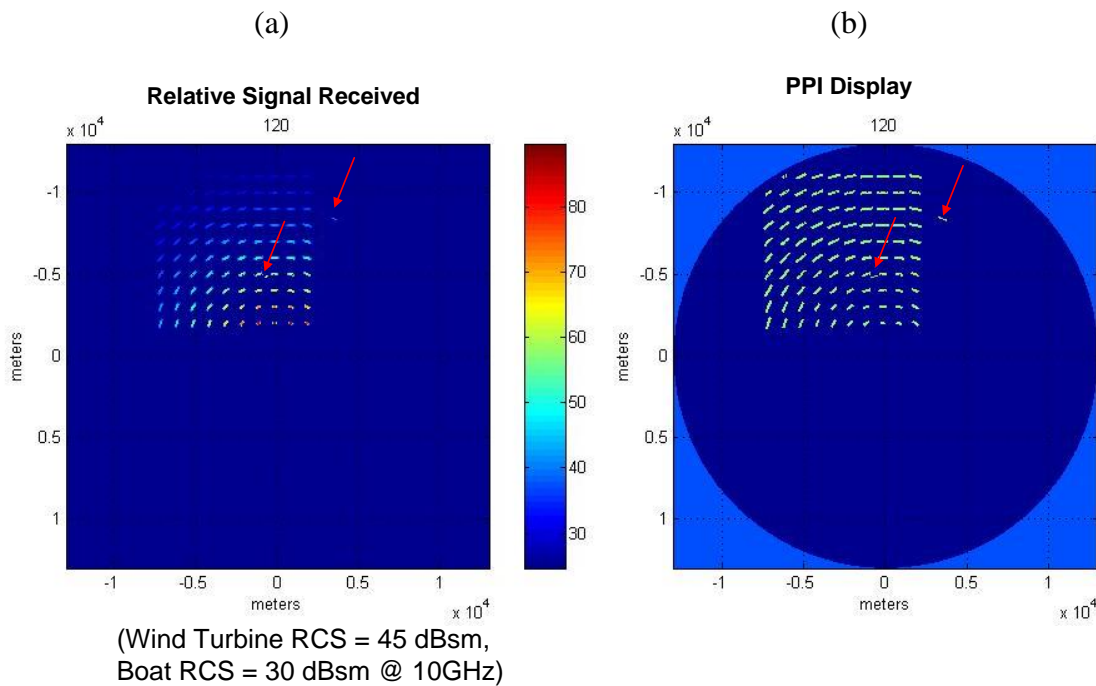 (a)
(b)
Relative Signal Received
PPI Display
x 10^4
120
-1
-0.5
0
0.5
1
meters
-1
-0.5
0
0.5
1
meters
x 10^4
80
70
60
50
40
30
x 10^4
120
-1
-0.5
0
0.5
1
meters
-1
-0.5
0
0.5
1
meters
x 10^4
(Wind Turbine RCS = 45 dBsm,
Boat RCS = 30 dBsm @ 10GHz)